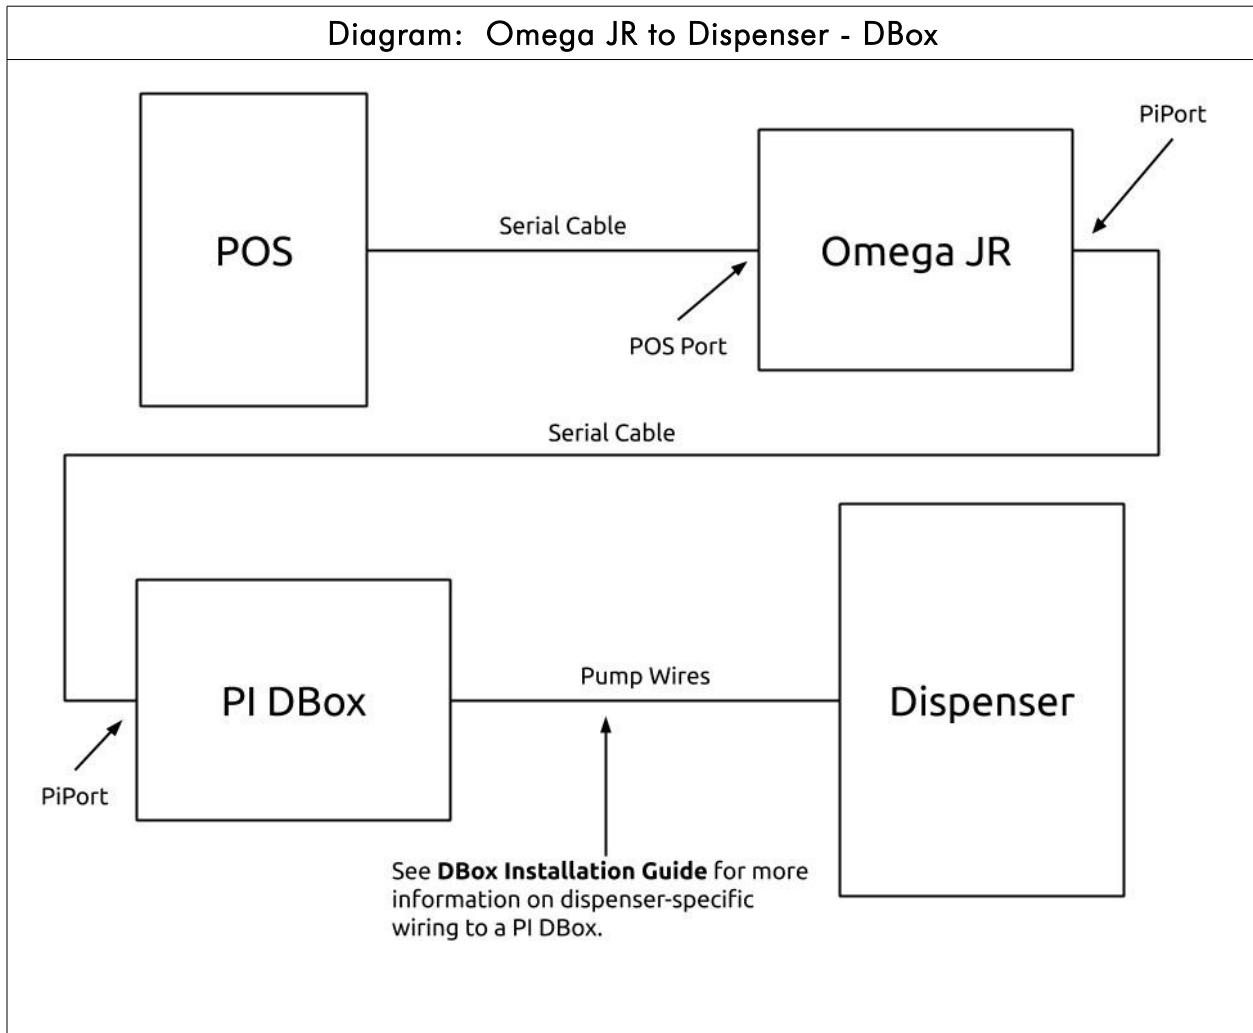 Diagram: Omega JR to Dispenser - DBox
PiPort
Serial Cable
POS
Omega JR
POS Port
Serial Cable
Pump Wires
PI DBox
Dispenser
PiPort
See DBox Installation Guide for more
information on dispenser-specific
wiring to a PI DBox.